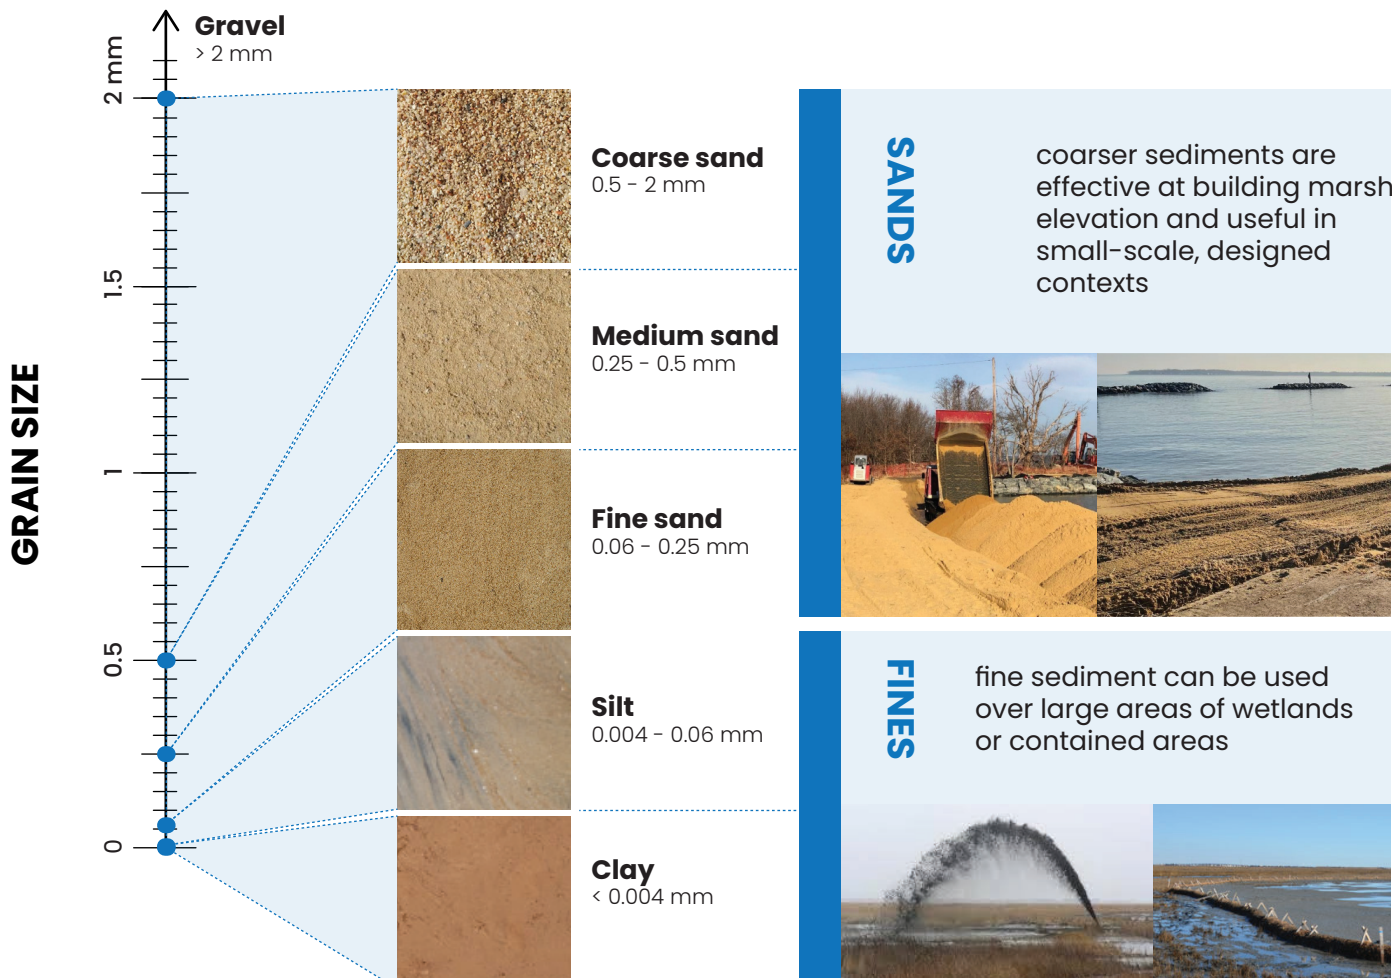 GRAIN SIZE
2 mm
1.5
1
0.5
0
Gravel
> 2 mm
Coarse sand
0.5 - 2 mm
Medium sand
0.25 - 0.5 mm
Fine sand
0.06 - 0.25 mm
Silt
0.004 - 0.06 mm
Clay
< 0.004 mm
SANDS
coarser sediments are
effective at building marsh
elevation and useful in
small-scale, designed
contexts
FINES
fine sediment can be used
over large areas of wetlands
or contained areas